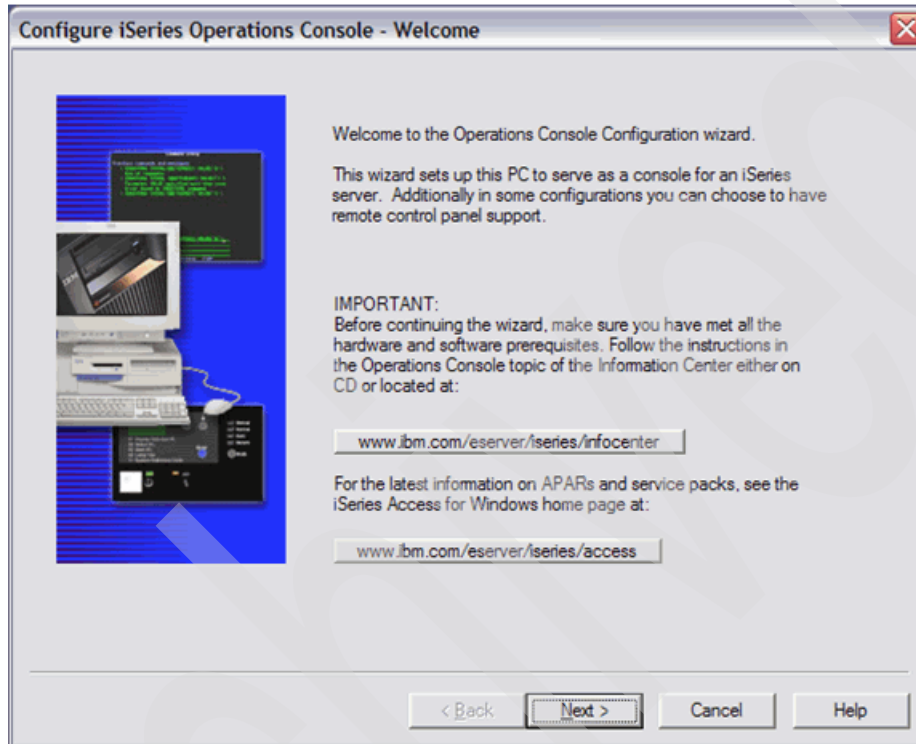 Configure iSeries Operations Console - Welcome
Welcome to the Operations Console Configuration wizard.
This wizard sets up this PC to serve as a console for an iSeries
server. Additionally in some configurations you can choose to have
remote control panel support.
IMPORTANT:
Before continuing the wizard, make sure you have met all the
hardware and software prerequisites. Follow the instructions in
the Operations Console topic of the Information Center either on
CD or located at:
www.ibm.com/eserver/iseries/infocenter
For the latest information on APARs and service packs, see the
iSeries Access for Windows home page at:
www.ibm.com/eserver/iseries/access
< Back
Next >
Cancel
Help